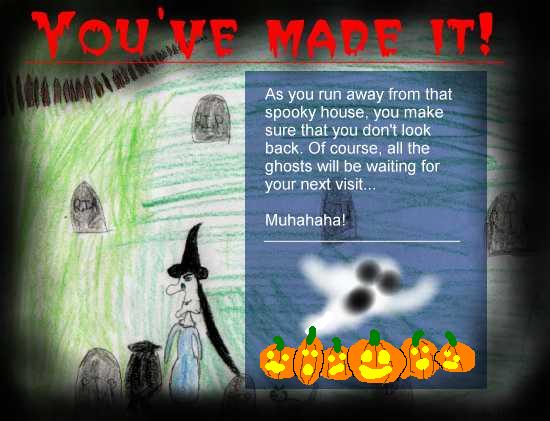 You've made it!
As you run away from that
spooky house, you make
sure that you don't look
back. Of course, all the
ghosts will be waiting for
your next visit...
Muhahaha!
RIP
RIP